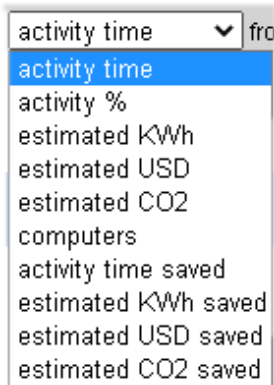 activity time fro
activity time
activity %
estimated KWh
estimated USD
estimated CO2
computers
activity time saved
estimated KWh saved
estimated USD saved
estimated CO2 saved